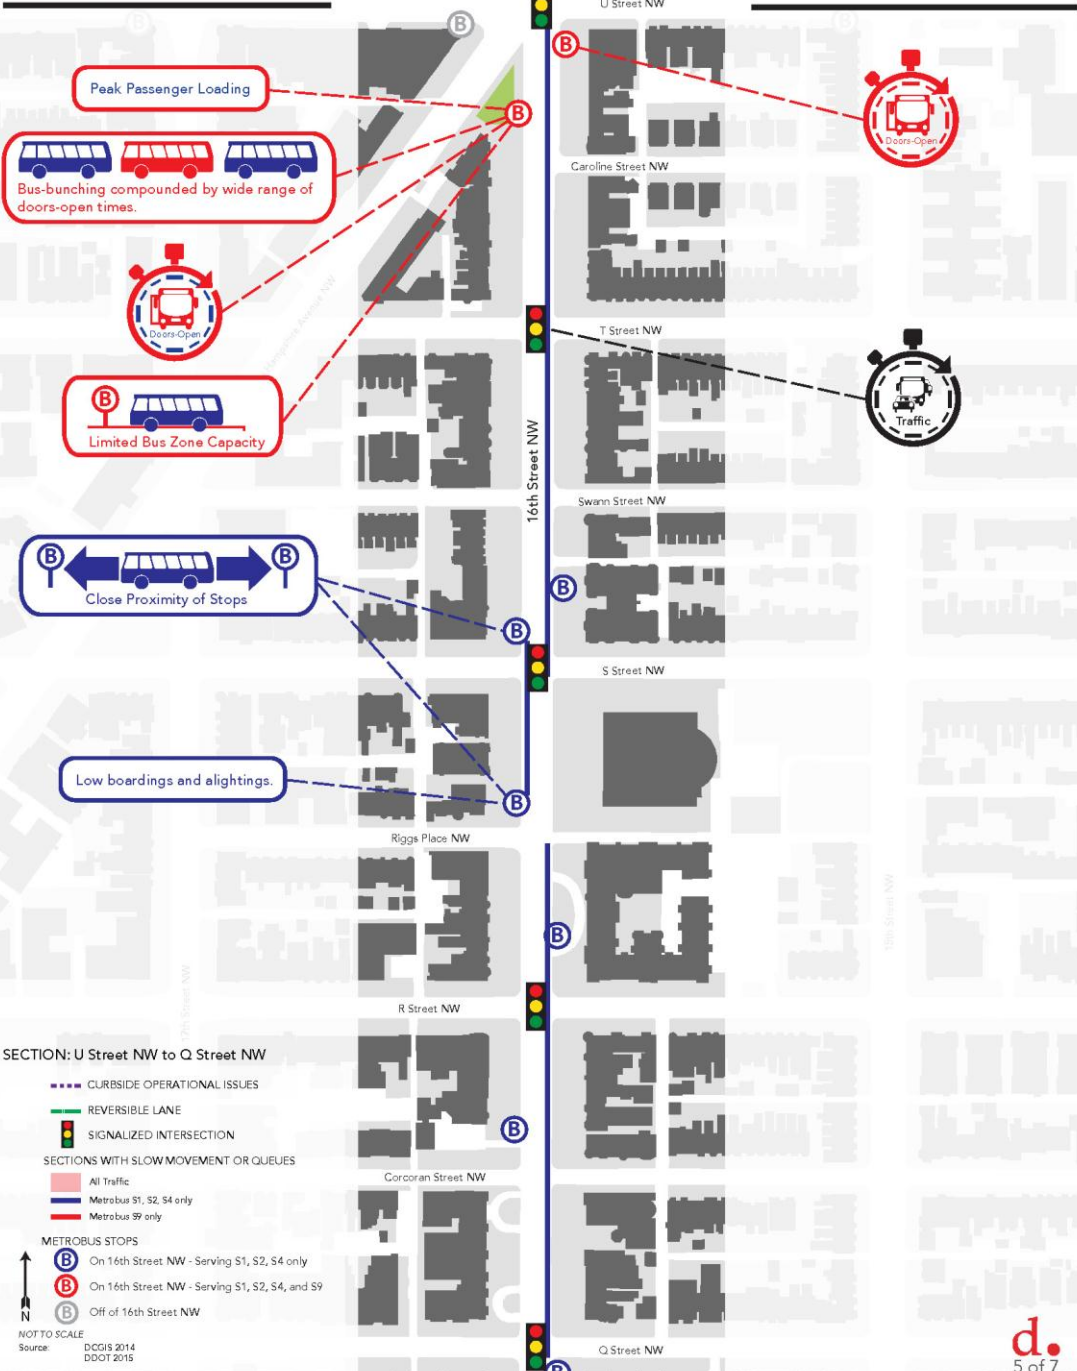 U Street NW
B
B
B
Peak Passenger Loading
Doors-Open
Bus-bunching compounded by wide range of
doors-open times.
Caroline Street NW
Doors-Open
T Street NW
Traffic
B
Limited Bus Zone Capacity
16th Street NW
Swann Street NW
B
B
Close Proximity of Stops
B
B
S Street NW
Low boardings and alightings.
B
Riggs Place NW
15th Street NW
B
17th Street NW
R Street NW
SECTION: U Street NW to Q Street NW
CURBSIDE OPERATIONAL ISSUES
REVERSIBLE LANE
SIGNALIZED INTERSECTION
B
SECTIONS WITH SLOW MOVEMENT OR QUEUES
All Traffic
Metrobus S1, S2, S4 only
Metrobus S9 only
Corcoran Street NW
METROBUS STOPS
B On 16th Street NW - Serving S1, S2, S4 only
B On 16th Street NW - Serving S1, S2, S4, and S9
B Off of 16th Street NW
N
NOT TO SCALE
Source: DCGIS 2014
DDOT 2015
Q Street NW
B
d.
5 of 7